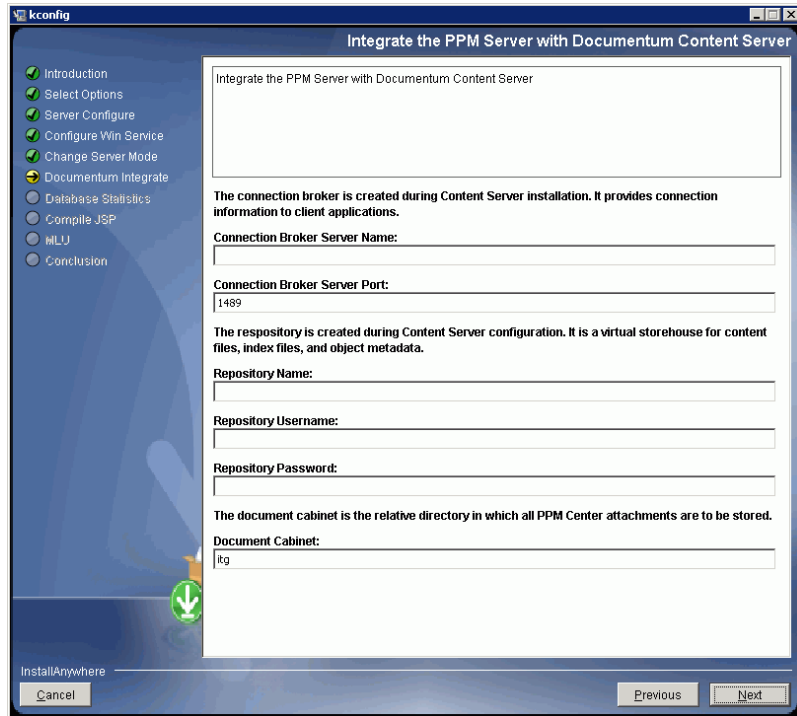 kconfig
Integrate the PPM Server with Documentum Content Server
Introduction
Select Options
Server Configure
Configure Win Service
Change Server Mode
Documentum Integrate
Database Statistics
Compile JSP
MLU
Conclusion
Integrate the PPM Server with Documentum Content Server
The connection broker is created during Content Server installation. It provides connection
information to client applications.
Connection Broker Server Name:
Connection Broker Server Port:
1489
The respository is created during Content Server configuration. It is a virtual storehouse for content
files, index files, and object metadata.
Repository Name:
Repository Username:
Repository Password:
The document cabinet is the relative directory in which all PPM Center attachments are to be stored.
Document Cabinet:
itg
InstallAnywhere
Cancel
Previous
Next